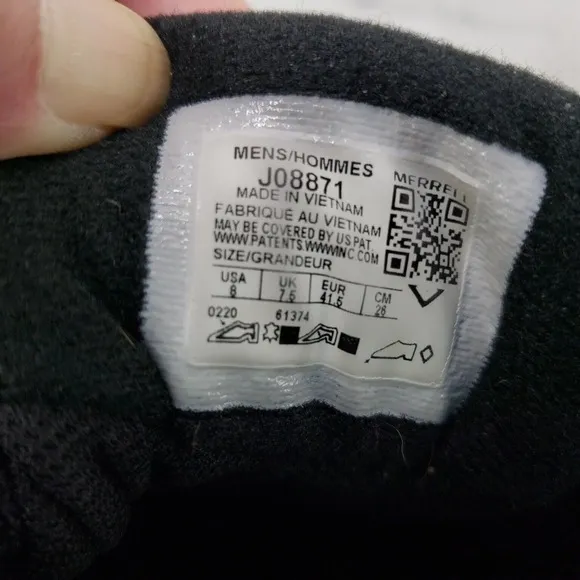 MENS/HOMMES
J08871
MERRELL
MADE IN VIETNAM
FABRIQUE AU VIETNAM
MAY BE COVERED BY US PAT.
WWW.PATENTS.WWWINC.COM
SIZE/GRANDEUR
USA UK EUR CM
8 7.5 41.5 26
0220 61374